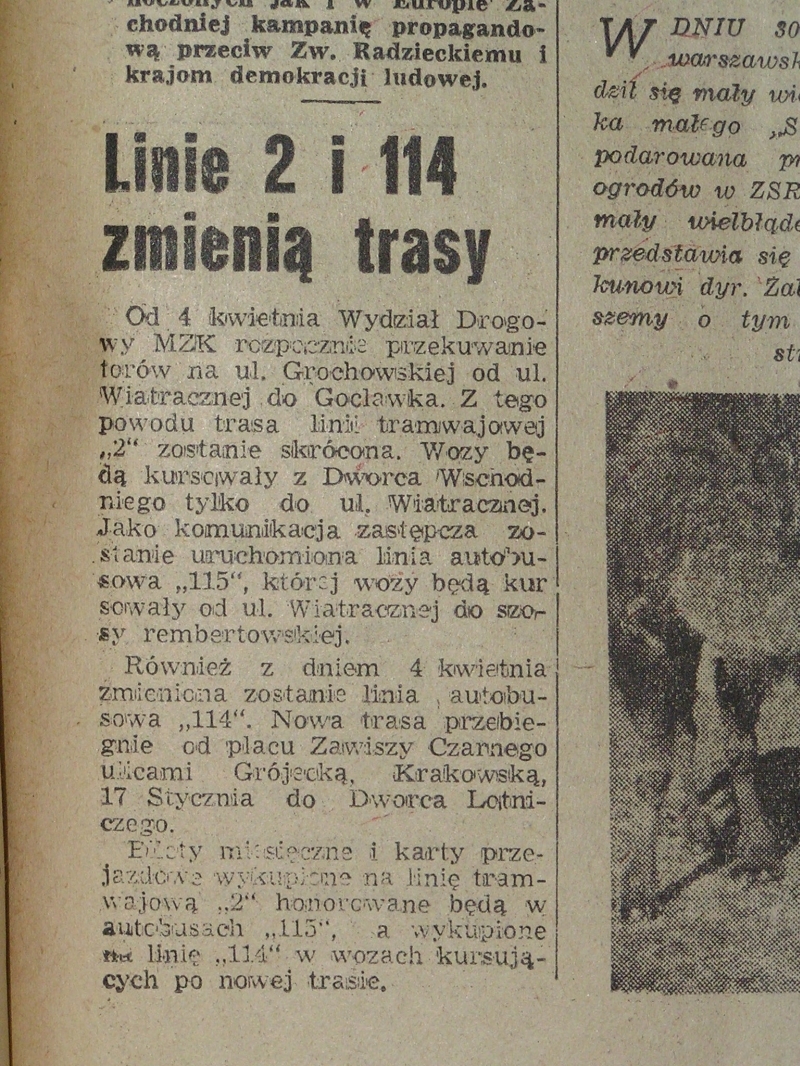 noczonych jak i w Europie Za-
chodniej kampanię propagando-
wą przeciw Zw. Radzieckiemu i
krajom demokracji ludowej.
Linie 2 i 114
zmienią trasy
Od 4 kwietnia Wydział Drogo-
wy MZK rozpocznie przekuwanie
torów na ul. Grochowskiej od ul.
Wiatracznej do Gocławka. Z tego
powodu trasa linii tramwajowej
„2“ zostanie skrócona. Wozy bę-
dą kursowały z Dworca Wschod-
niego tylko do ul. Wiatracznej.
Jako komunikacja zastępcza zo-
stanie uruchomiona linia autobu-
sowa „115“, której wozy będą kur
sowały od ul. Wiatracznej do szo-
sy rembertowskiej.
Również z dniem 4 kwietnia
zmieniona zostanie linia autobu-
sowa „114“. Nowa trasa przebie-
gnie od placu Zawiszy Czarnego
ulicami Grójecką, Krakowską,
17 Stycznia do Dworca Lotni-
czego.
Bilety miesięczne i karty prze-
jazdowe wykupione na linię tram-
wajową „2“ honorowane będą w
autobusach „115“, a wykupione
na linię „114“ w wozach kursują-
cych po nowej trasie.
W DNIU 30
warszawsk
dził się mały wi
ka małego „S
podarowana p
ogrodów w ZSR
mały wielbłąde
przedstawia się
kunowi dyr. Żal
szemy o tym
st